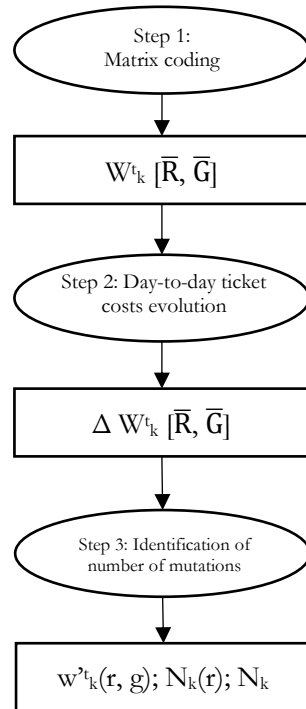 Step 1:
Matrix coding
Wᵗₖ [R̅, G̅]
Step 2: Day-to-day ticket
costs evolution
Δ Wᵗₖ [R̅, G̅]
Step 3: Identification of
number of mutations
w'ᵗₖ(r, g); Nₖ(r); Nₖ